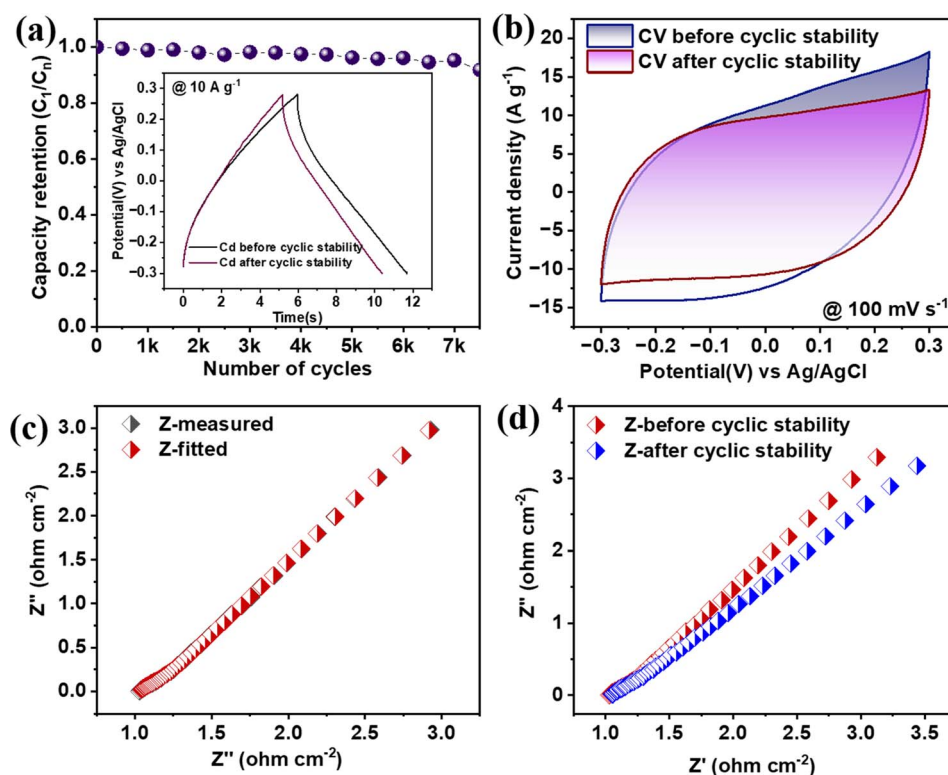 (a)
Capacity retention (C1/Cn)
1.0
0.8
0.6
0.4
0.2
0.0
0
1k
2k
3k
4k
5k
6k
7k
Number of cycles
@ 10 A g-1
Potential(V) vs Ag/AgCl
0.3
0.2
0.1
0.0
−0.1
−0.2
−0.3
Cd before cyclic stability
Cd after cyclic stability
0
2
4
6
8
10
12
Time(s)
(b)
CV before cyclic stability
CV after cyclic stability
Current density (A g-1)
20
15
10
5
0
−5
−10
−15
@ 100 mV s-1
−0.3
−0.2
−0.1
0.0
0.1
0.2
0.3
Potential(V) vs Ag/AgCl
(c)
Z-measured
Z-fitted
Z'' (ohm cm-2)
3.0
2.5
2.0
1.5
1.0
0.5
0.0
1.0
1.5
2.0
2.5
3.0
Z'' (ohm cm-2)
(d)
Z-before cyclic stability
Z-after cyclic stability
Z'' (ohm cm-2)
4
3
2
1
0
1.0
1.5
2.0
2.5
3.0
3.5
Z' (ohm cm-2)